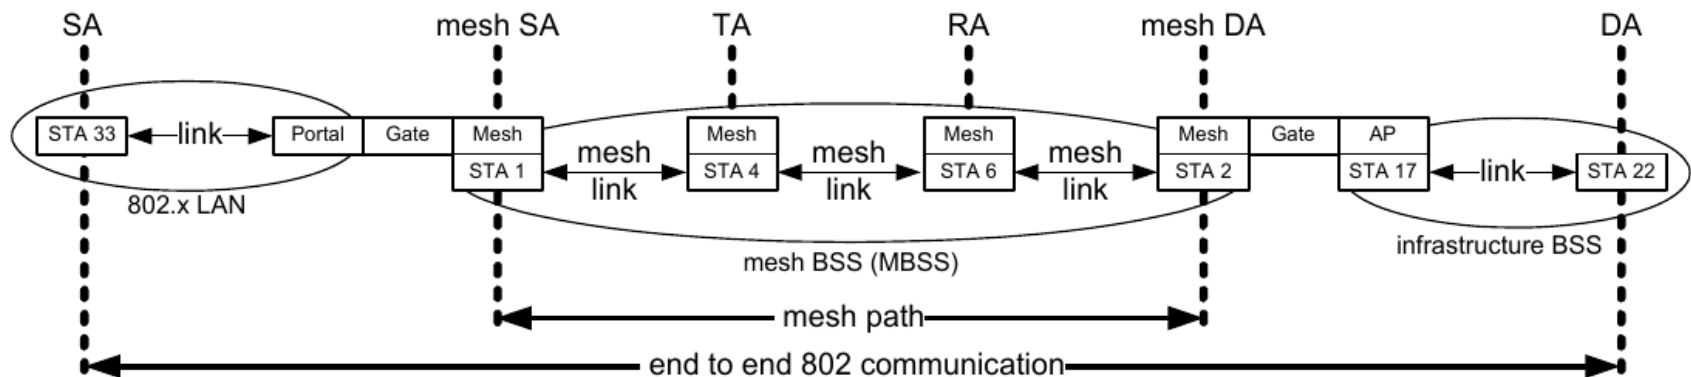 SA
mesh SA
TA
RA
mesh DA
DA
STA 33
link
Portal
Gate
Mesh
STA 1
mesh
link
Mesh
STA 4
mesh
link
Mesh
STA 6
mesh
link
Mesh
STA 2
Gate
AP
STA 17
link
STA 22
802.x LAN
mesh BSS (MBSS)
infrastructure BSS
mesh path
end to end 802 communication